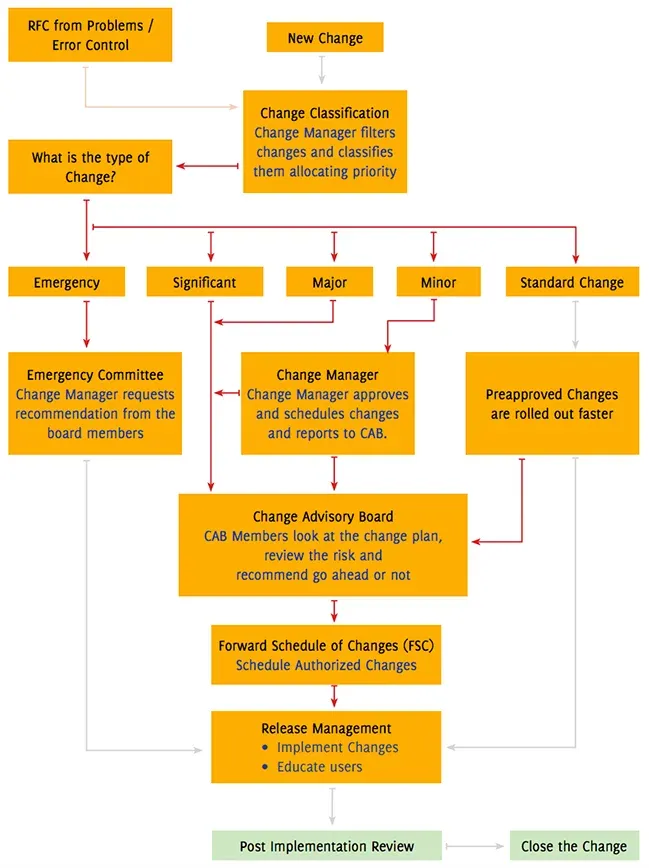 RFC from Problems /
Error Control
New Change
Change Classification
Change Manager filters
changes and classifies
them allocating priority
What is the type of
Change?
Emergency
Significant
Major
Minor
Standard Change
Emergency Committee
Change Manager requests
recommendation from the
board members
Change Manager
Change Manager approves
and schedules changes
and reports to CAB.
Preapproved Changes
are rolled out faster
Change Advisory Board
CAB Members look at the change plan,
review the risk and
recommend go ahead or not
Forward Schedule of Changes (FSC)
Schedule Authorized Changes
Release Management
• Implement Changes
• Educate users
Post Implementation Review
Close the Change